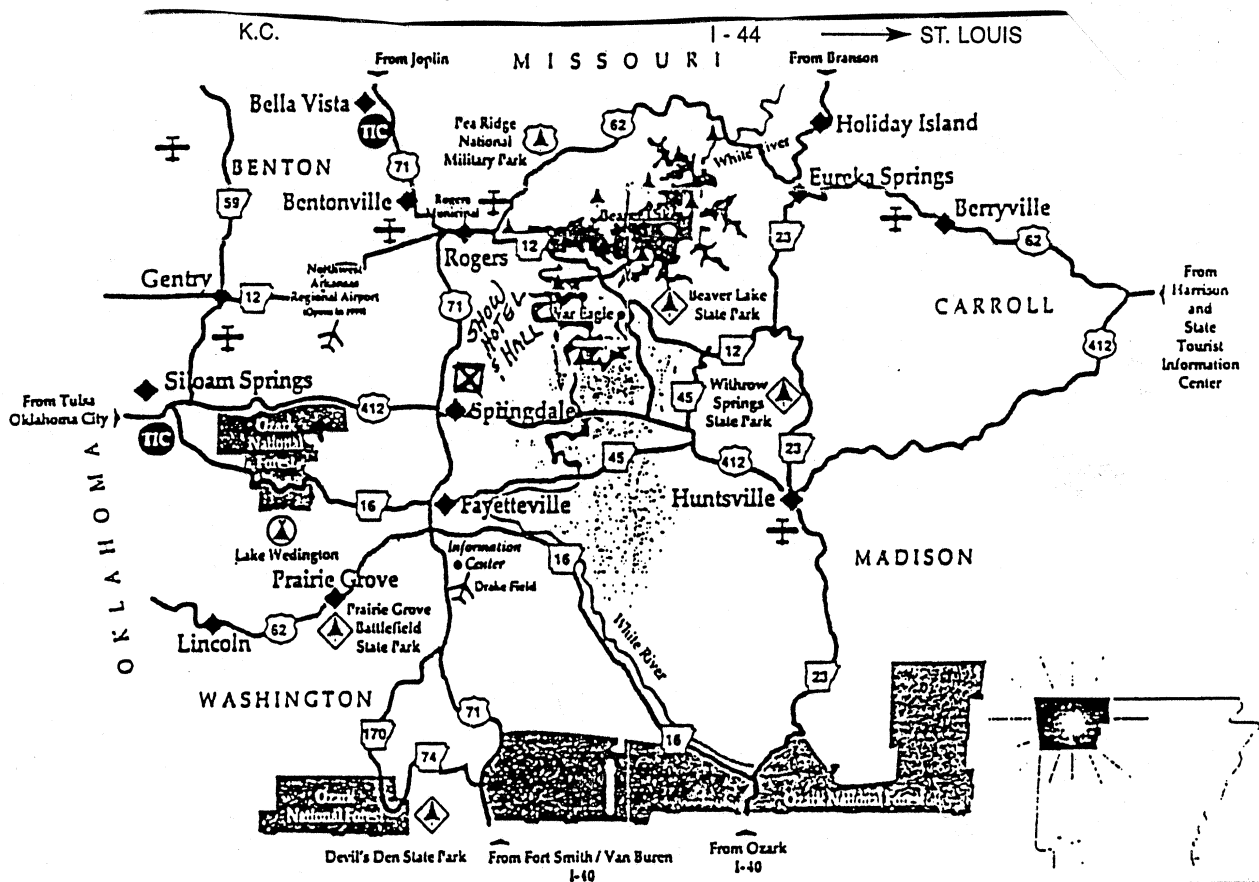 K.C.
I - 44
ST. LOUIS
From Joplin
MISSOURI
From Branson
Bella Vista
TIC
Pea Ridge
National
Military Park
62
White River
Holiday Island
BENTON
71
59
Bentonville
Rogers
Municipal
Eureka Springs
Berryville
Beaver Lake
23
62
Rogers
12
Gentry
12
Northwest
Arkansas
Regional Airport
71
SHOW
HOTEL
& HALL
War Eagle
Beaver Lake
State Park
CARROLL
From
Harrison
and
State
Tourist
Information
Center
412
12
Siloam Springs
Withrow
Springs
State Park
45
From Tulsa
Oklahoma City
412
Springdale
TIC
Ozark
National
Forest
45
412
23
OKLAHOMA
16
Fayetteville
Huntsville
Lake Wedington
Information
Center
16
MADISON
Prairie Grove
Drake Field
Prairie Grove
Battlefield
State Park
62
Lincoln
White River
WASHINGTON
23
71
170
16
74
Ozark
National Forest
Ozark National Forest
Devil's Den State Park
From Fort Smith / Van Buren
I-40
From Ozark
I-40